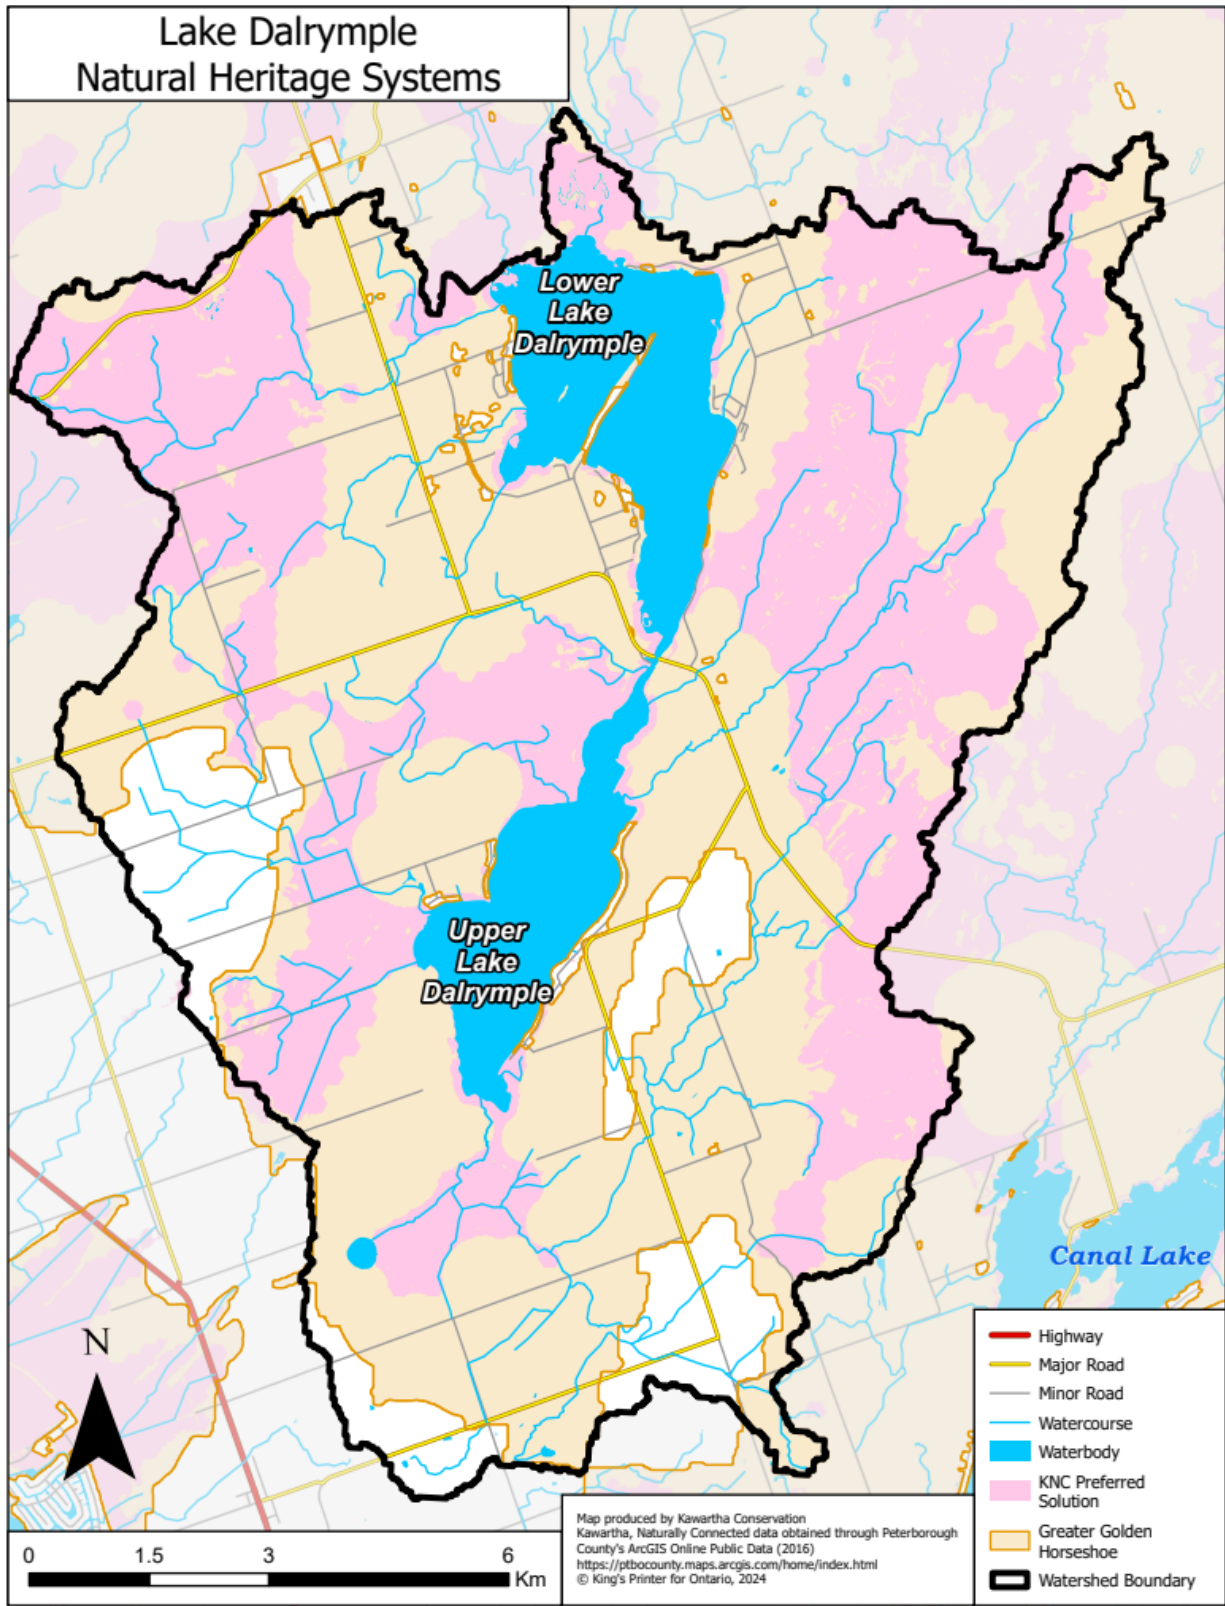 Lake Dalrymple
Natural Heritage Systems
Lower
Lake
Dalrymple
Upper
Lake
Dalrymple
Canal Lake
N
Highway
Major Road
Minor Road
Watercourse
Waterbody
KNC Preferred
Solution
Greater Golden
Horseshoe
Watershed Boundary
0 1.5 3 6
Km
Map produced by Kawartha Conservation
Kawartha, Naturally Connected data obtained through Peterborough
County's ArcGIS Online Public Data (2016)
https://ptbocounty.maps.arcgis.com/home/index.html
© King's Printer for Ontario, 2024